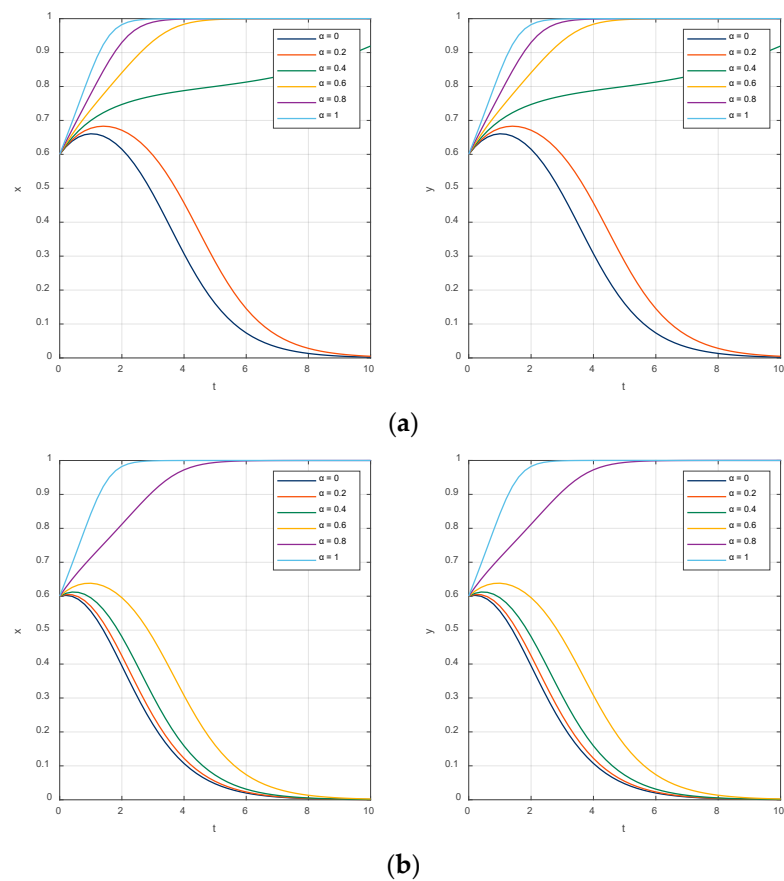 1
0.9
0.8
0.7
0.6
0.5
0.4
0.3
0.2
0.1
0
0 2 4 6 8 10
x
t
α = 0
α = 0.2
α = 0.4
α = 0.6
α = 0.8
α = 1
1
0.9
0.8
0.7
0.6
0.5
0.4
0.3
0.2
0.1
0
0 2 4 6 8 10
y
t
α = 0
α = 0.2
α = 0.4
α = 0.6
α = 0.8
α = 1
(a)
1
0.9
0.8
0.7
0.6
0.5
0.4
0.3
0.2
0.1
0
0 2 4 6 8 10
x
t
α = 0
α = 0.2
α = 0.4
α = 0.6
α = 0.8
α = 1
1
0.9
0.8
0.7
0.6
0.5
0.4
0.3
0.2
0.1
0
0 2 4 6 8 10
y
t
α = 0
α = 0.2
α = 0.4
α = 0.6
α = 0.8
α = 1
(b)